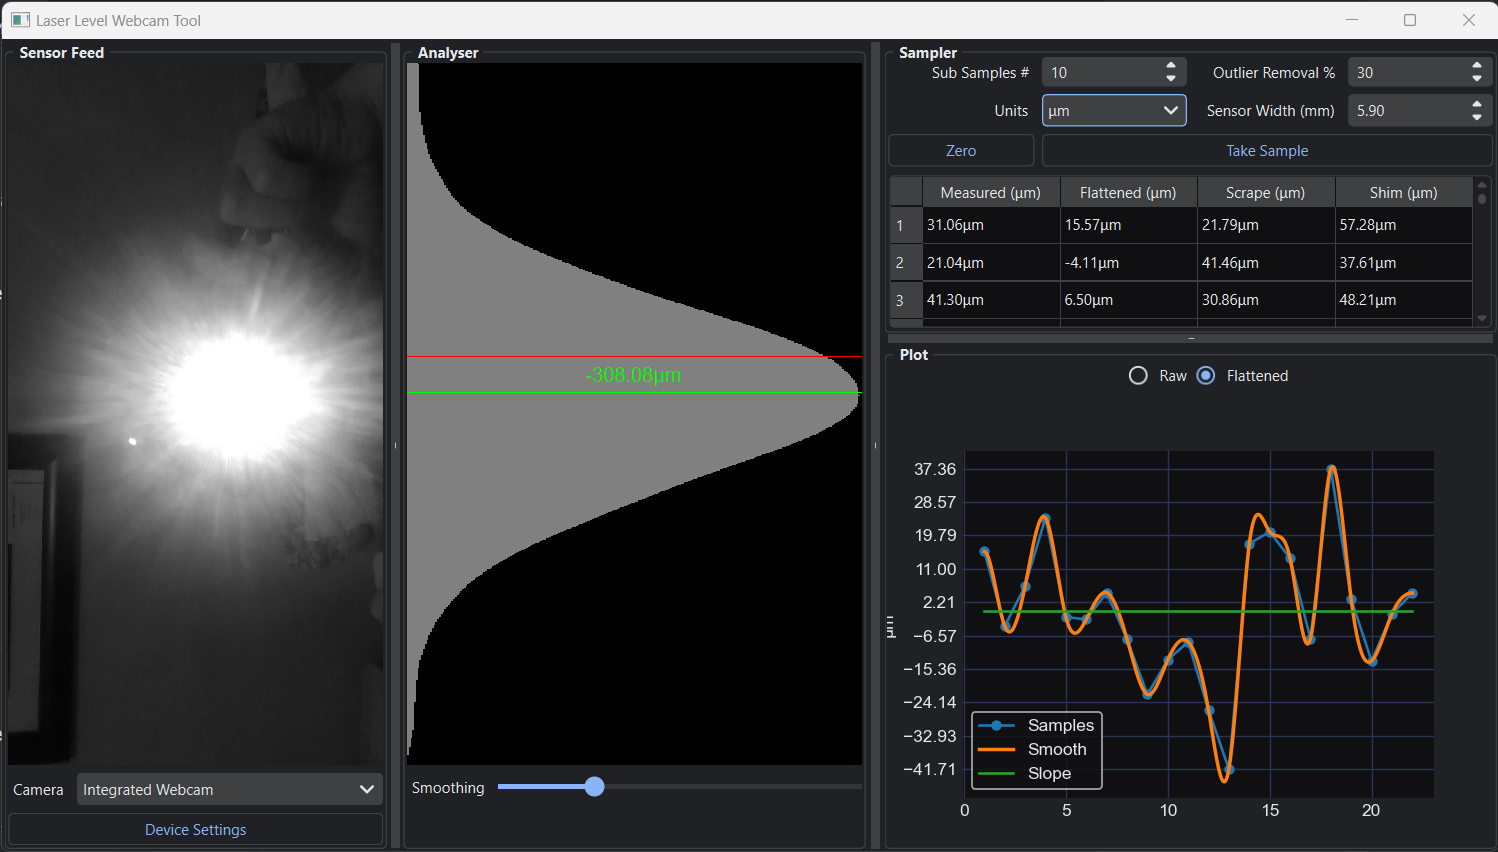 Laser Level Webcam Tool
Sensor Feed
Camera Integrated Webcam
Device Settings
Analyser
-308.08µm
Smoothing
Sampler
Sub Samples # 10 Outlier Removal % 30
Units µm Sensor Width (mm) 5.90
Zero Take Sample
Measured (µm) Flattened (µm) Scrape (µm) Shim (µm)
1 31.06µm 15.57µm 21.79µm 57.28µm
2 21.04µm -4.11µm 41.46µm 37.61µm
3 41.30µm 6.50µm 30.86µm 48.21µm
Plot
Raw Flattened
37.36
28.57
19.79
11.00
2.21
−6.57
−15.36
−24.14
−32.93
−41.71
µm
Samples
Smooth
Slope
0 5 10 15 20